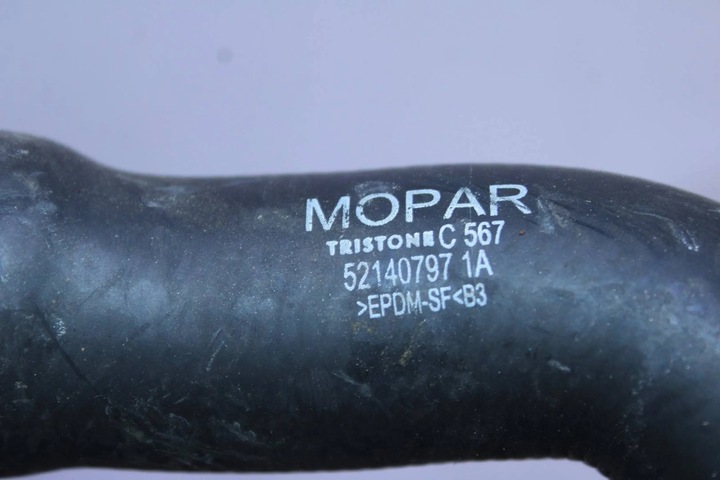 MOPAR
TRISTONE C 567
52140797 1A
>EPDM-SF<B3